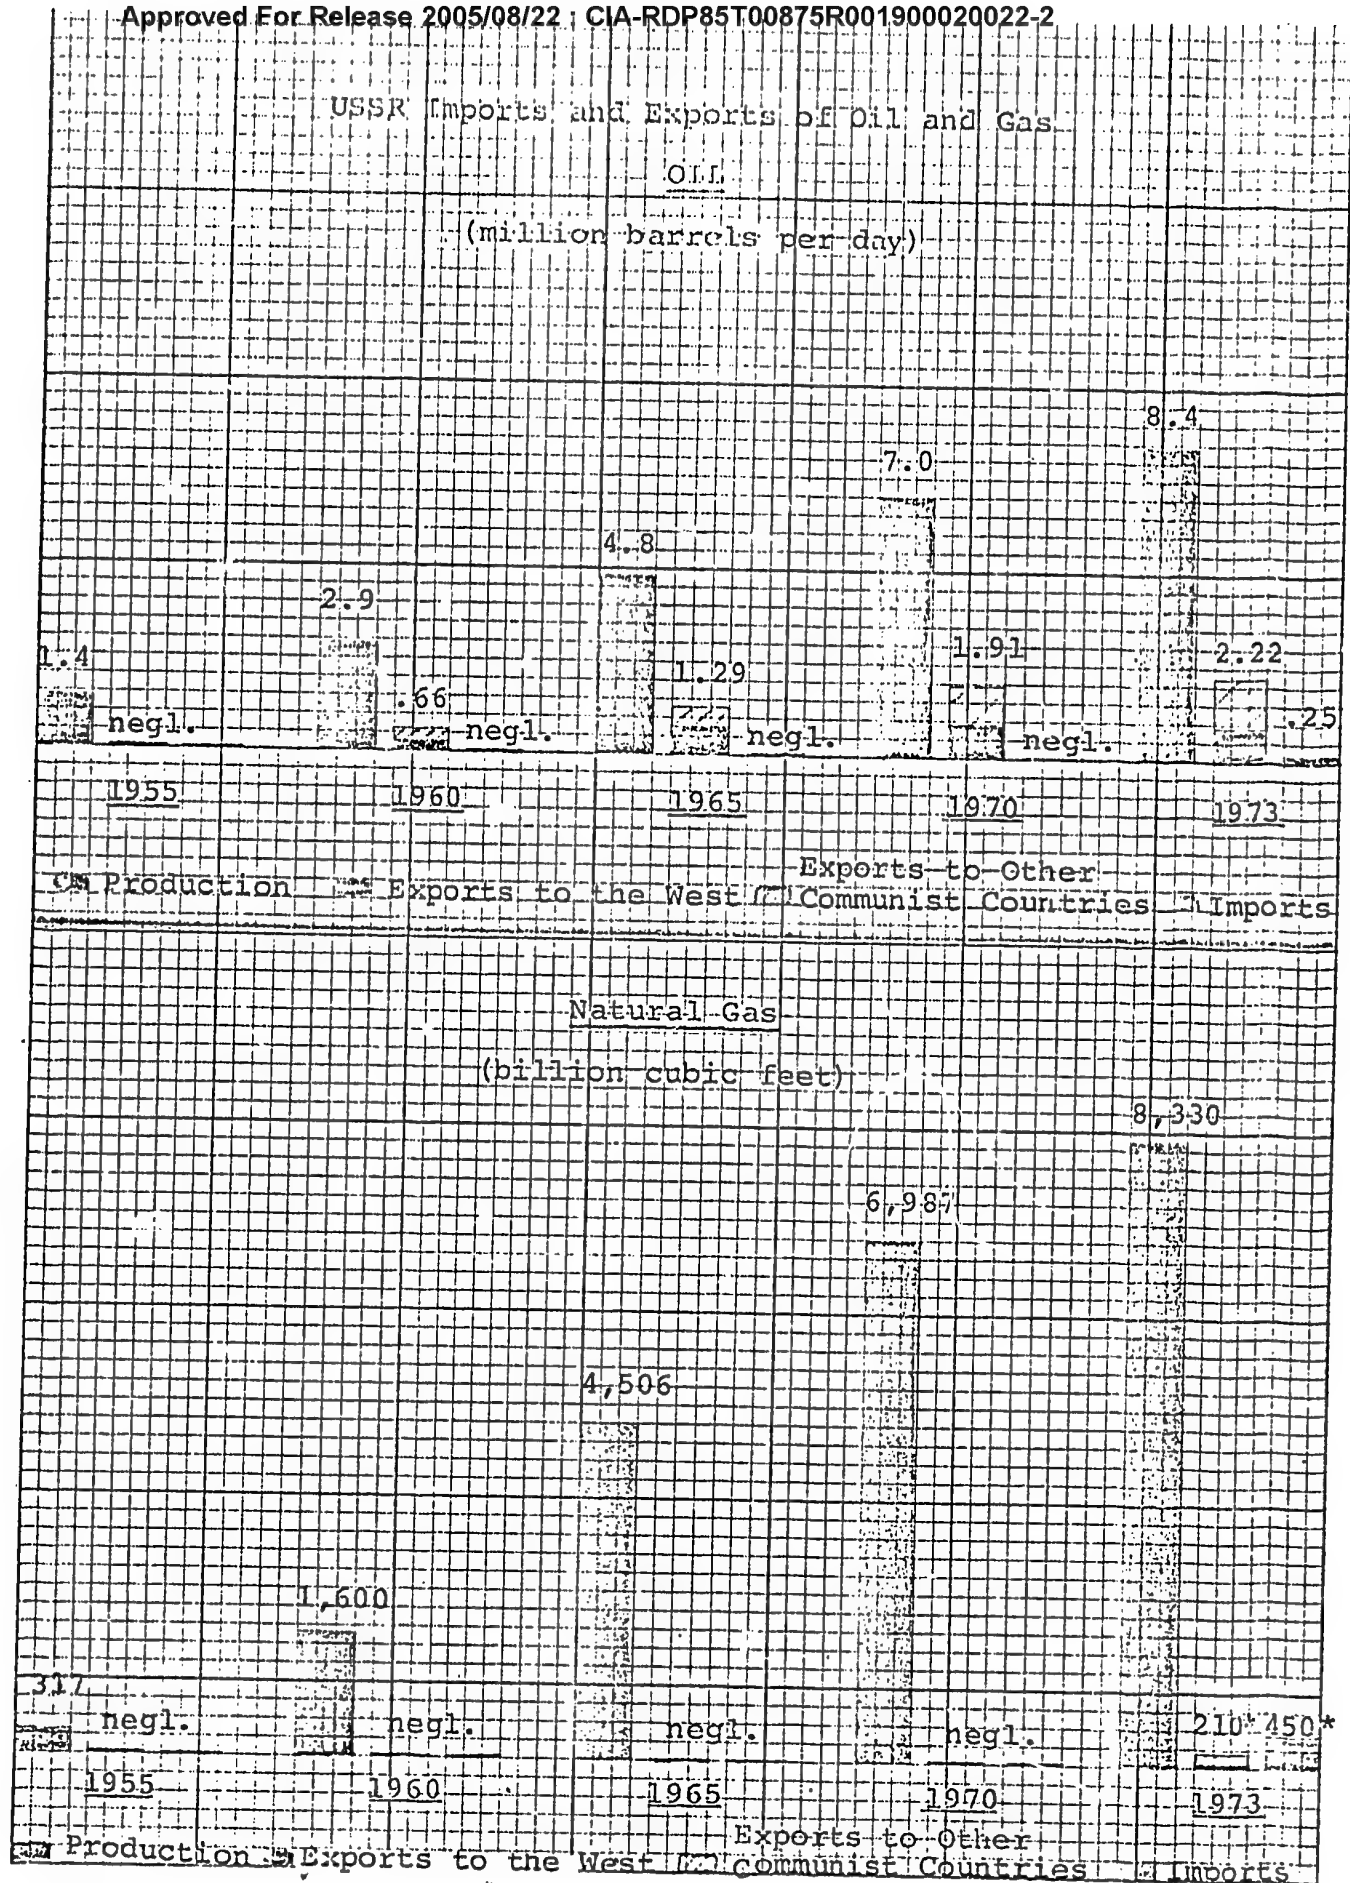 Approved For Release 2005/08/22 : CIA-RDP85T00875R001900020022-2
USSR Imports and Exports of Oil and Gas
OIL
(million barrels per day)
8.4
7.0
4.8
2.9
1.91
2.22
1.4
1.29
.66
.25
negl.
negl.
negl.
negl.
1955
1960
1965
1970
1973
Exports to Other
Production Exports to the West Communist Countries Imports
Natural Gas
(billion cubic feet)
8,330
6,987
4,506
1,600
317
negl.
negl.
negl.
negl.
210* 450*
1955
1960
1965
1970
1973
Exports to Other
Production Exports to the West Communist Countries Imports